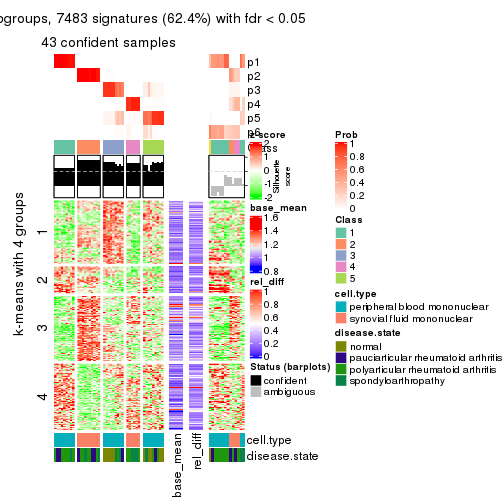 ogroups, 7483 signatures (62.4%) with fdr < 0.05
43 confident samples
p1
p2
p3
p4
p5
p6
Class
1
0
Silhouette
score
k-means with 4 groups
1
2
3
4
base_mean
rel_diff
cell.type
disease.state
z-score
2
1
0
-1
-2
base_mean
1.6
1.4
1.2
1
0.8
rel_diff
1
0.8
0.6
0.4
0.2
0
Status (barplots)
confident
ambiguous
Prob
1
0.8
0.6
0.4
0.2
0
Class
1
2
3
4
5
cell.type
peripheral blood mononuclear
synovial fluid mononuclear
disease.state
normal
pauciarticular rheumatoid arthritis
polyarticular rheumatoid arthritis
spondyloarthropathy